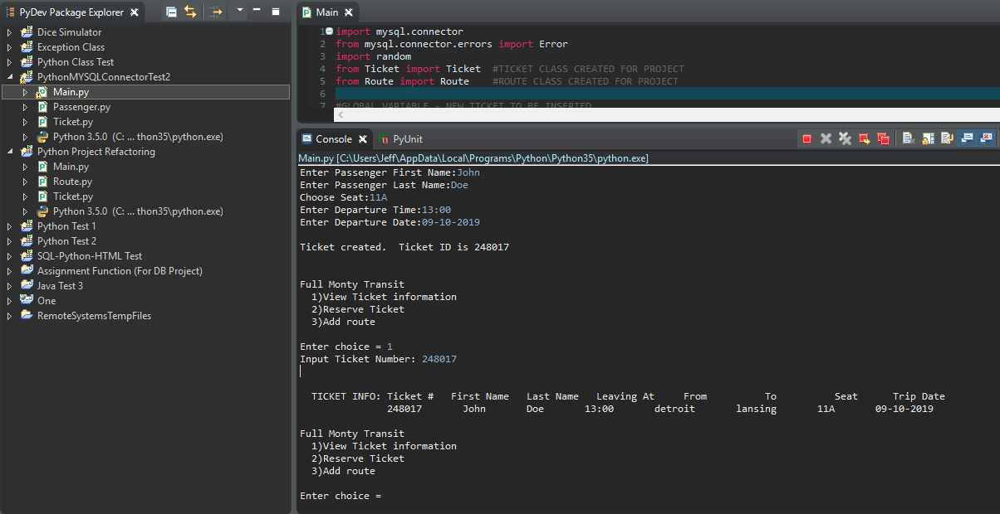 PyDev Package Explorer
Dice Simulator
Exception Class
Python Class Test
PythonMYSQLConnectorTest2
Main.py
Passenger.py
Ticket.py
Python 3.5.0 (C: ... thon35\python.exe)
Python Project Refactoring
Main.py
Route.py
Ticket.py
Python 3.5.0 (C: ... thon35\python.exe)
Python Test 1
Python Test 2
SQL-Python-HTML Test
Assignment Function (For DB Project)
Java Test 3
One
RemoteSystemsTempFiles
Main
1 import mysql.connector
2 from mysql.connector.errors import Error
3 import random
4 from Ticket import Ticket  #TICKET CLASS CREATED FOR PROJECT
5 from Route import Route    #ROUTE CLASS CREATED FOR PROJECT
6
7 #GLOBAL VARIABLE - NEW TICKET TO BE INSERTED
Console PyUnit
Main.py [C:\Users\Jeff\AppData\Local\Programs\Python\Python35\python.exe]
Enter Passenger First Name:John
Enter Passenger Last Name:Doe
Choose Seat:11A
Enter Departure Time:13:00
Enter Departure Date:09-10-2019
Ticket created.  Ticket ID is 248017
Full Monty Transit
1)View Ticket information
2)Reserve Ticket
3)Add route
Enter choice = 1
Input Ticket Number: 248017
TICKET INFO: Ticket #   First Name   Last Name   Leaving At     From          To          Seat      Trip Date
248017       John       Doe       13:00       detroit       lansing       11A       09-10-2019
Full Monty Transit
1)View Ticket information
2)Reserve Ticket
3)Add route
Enter choice =